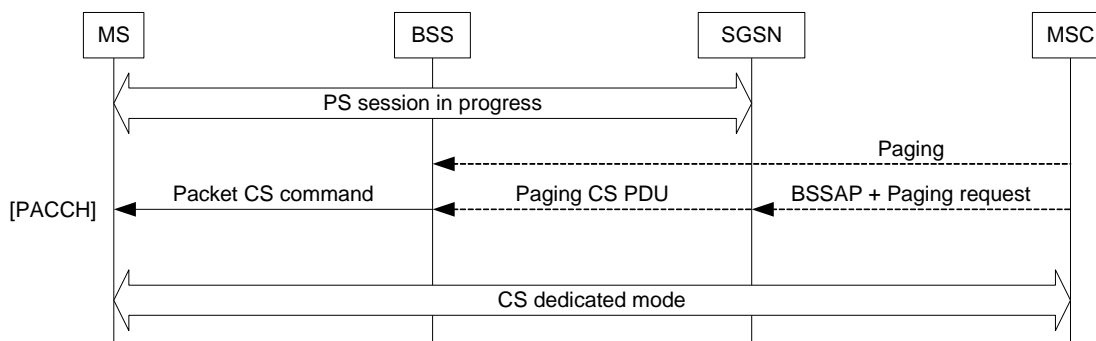 MS
BSS
SGSN
MSC
PS session in progress
Paging
[PACCH]
Packet CS command
Paging CS PDU
BSSAP + Paging request
CS dedicated mode